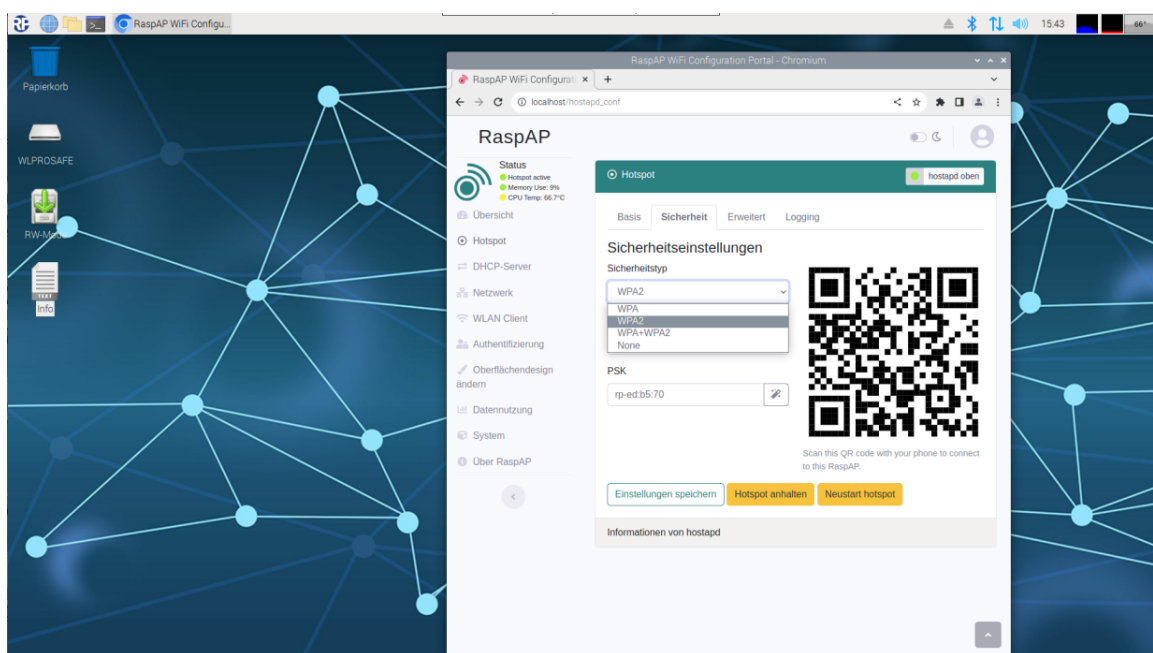 RaspAP WiFi Configu...
15:43
66°
Papierkorb
WLPROSAFE
TEXT
Info
RaspAP WiFi Configuration Portal - Chromium
RaspAP WiFi Configurati
localhost/hostapd_conf
RaspAP
Status
Hotspot active
Memory Use: 9%
CPU Temp: 66.7°C
Übersicht
Hotspot
DHCP-Server
Netzwerk
WLAN Client
Authentifizierung
Oberflächendesign
ändern
Datennutzung
System
Über RaspAP
Hotspot
hostapd oben
Basis Sicherheit Erweitert Logging
Sicherheitseinstellungen
Sicherheitstyp
WPA2
WPA
WPA2
WPA+WPA2
None
PSK
rp-ed:b5:70
Scan this QR code with your phone to connect
to this RaspAP.
Einstellungen speichern Hotspot anhalten Neustart hotspot
Informationen von hostapd